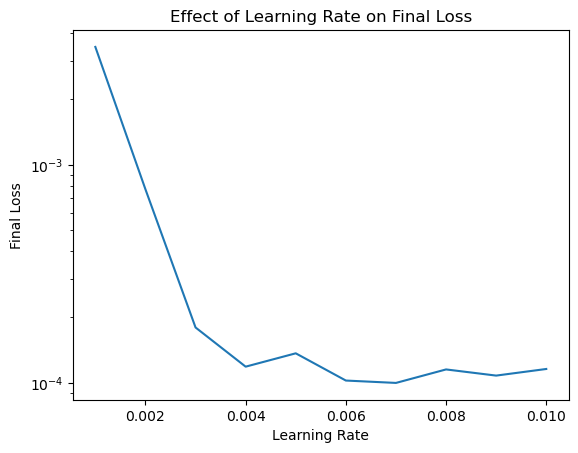 Effect of Learning Rate on Final Loss
Final Loss
10⁻³
10⁻⁴
0.002 0.004 0.006 0.008 0.010
Learning Rate